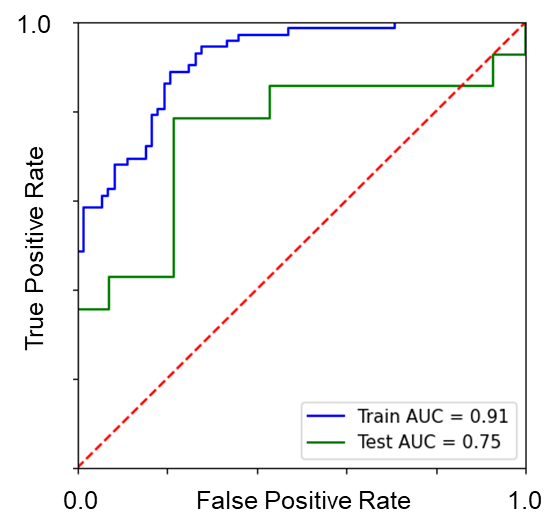 1.0
True Positive Rate
Train AUC = 0.91
Test AUC = 0.75
0.0
False Positive Rate
1.0